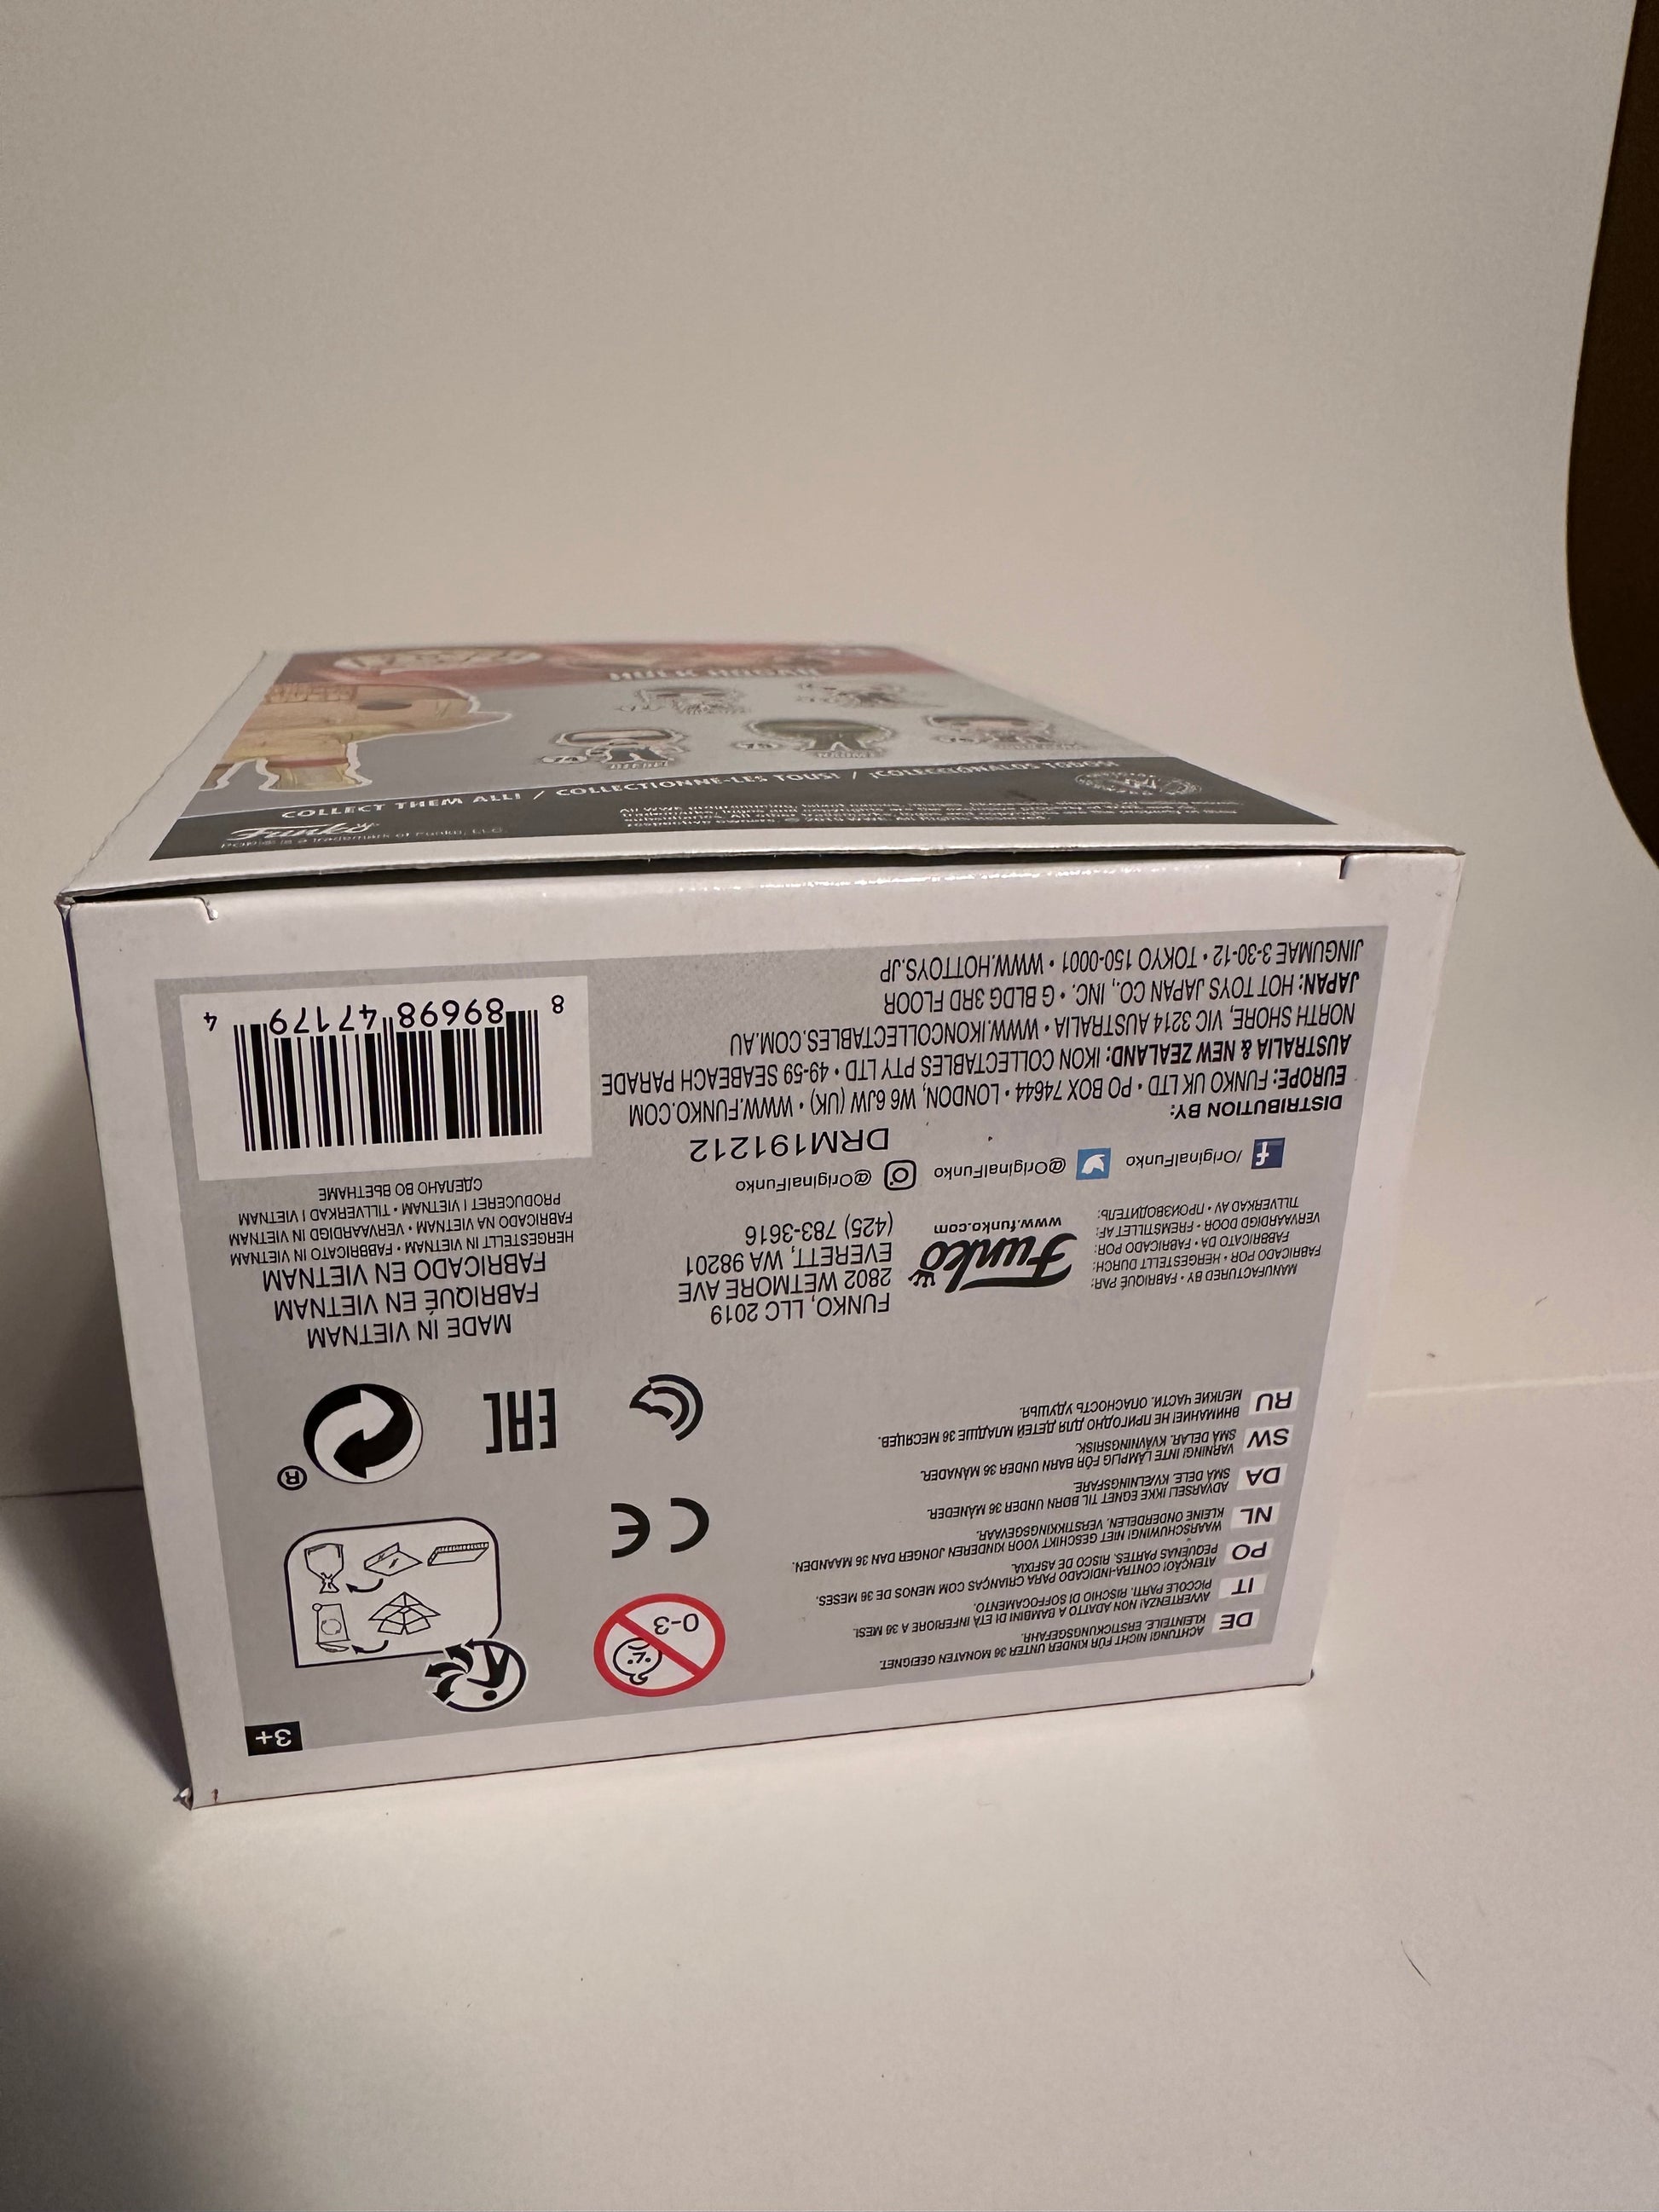 3+
DE
ACHTUNG! NICHT FÜR KINDER UNTER 36 MONATEN GEEIGNET.
KLEINTEILE. ERSTICKUNGSGEFAHR.
IT
AVVERTENZA! NON ADATTO A BAMBINI DI ETÀ INFERIORE A 36 MESI.
PICCOLE PARTI. RISCHIO DI SOFFOCAMENTO.
PO
ATENÇÃO! CONTRA-INDICADO PARA CRIANÇAS COM MENOS DE 36 MESES.
PEQUENAS PARTES. RISCO DE ASFIXIA.
NL
WAARSCHUWING! NIET GESCHIKT VOOR KINDEREN JONGER DAN 36 MAANDEN.
KLEINE ONDERDELEN. VERSTIKKINGSGEVAAR.
DA
ADVARSEL! IKKE EGNET TIL BØRN UNDER 36 MÅNEDER.
SMÅ DELE. KVÆLNINGSFARE.
SW
VARNING! INTE LÄMPLIG FÖR BARN UNDER 36 MÅNADER.
SMÅ DELAR. KVÄVNINGSRISK.
RU
ВНИМАНИЕ! НЕ ПРИГОДНО ДЛЯ ДЕТЕЙ МЛАДШЕ 36 МЕСЯЦЕВ.
МЕЛКИЕ ЧАСТИ. ОПАСНОСТЬ УДУШЬЯ.
0-3
CE
EAC
®
MANUFACTURED BY • FABRIQUÉ PAR:
FABRICADO POR • HERGESTELLT DURCH:
FABBRICATO DA • FABRICADO POR:
VERVAARDIGD DOOR • FREMSTILLET AF:
TILLVERKAD AV • ПРОИЗВОДИТЕЛЬ:
Funko
www.funko.com
FUNKO, LLC 2019
2802 WETMORE AVE
EVERETT, WA 98201
(425) 783-3616
MADE IN VIETNAM
FABRIQUÉ EN VIETNAM
FABRICADO EN VIETNAM
HERGESTELLT IN VIETNAM • FABBRICATO IN VIETNAM
FABRICADO NA VIETNAM • VERVAARDIGD IN VIETNAM
PRODUCERET I VIETNAM • TILLVERKAD I VIETNAM
СДЕЛАНО ВО ВЬЕТНАМЕ
/OriginalFunko
@OriginalFunko
@OriginalFunko
DRM191212
DISTRIBUTION BY:
EUROPE: FUNKO UK LTD • PO BOX 74644 • LONDON, W6 6JW (UK) • WWW.FUNKO.COM
AUSTRALIA & NEW ZEALAND: IKON COLLECTABLES PTY LTD • 49-59 SEABEACH PARADE
NORTH SHORE, VIC 3214 AUSTRALIA • WWW.IKONCOLLECTABLES.COM.AU
JAPAN: HOT TOYS JAPAN CO., INC. • G BLDG 3RD FLOOR
JINGUMAE 3-30-12 • TOKYO 150-0001 • WWW.HOTTOYS.JP
8 89698 47179 4
HULK HOGAN
74
75
76
COLLECT THEM ALL! / COLLECTIONNE-LES TOUS! / ¡COLECCIÓNALOS TODOS!
Funko